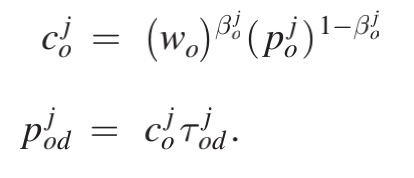 c_o^j = (w_o)^{β_o^j}(p_o^j)^{1−β_o^j}
p_{od}^j = c_o^j τ_{od}^j.